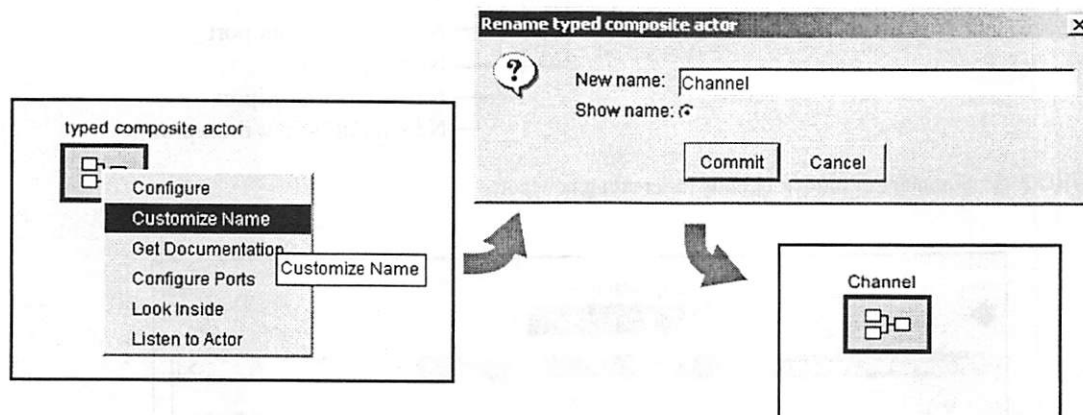 typed composite actor
Configure
Customize Name
Get Documentation
Customize Name
Configure Ports
Look Inside
Listen to Actor
Rename typed composite actor
New name: Channel
Show name:
Commit Cancel
Channel